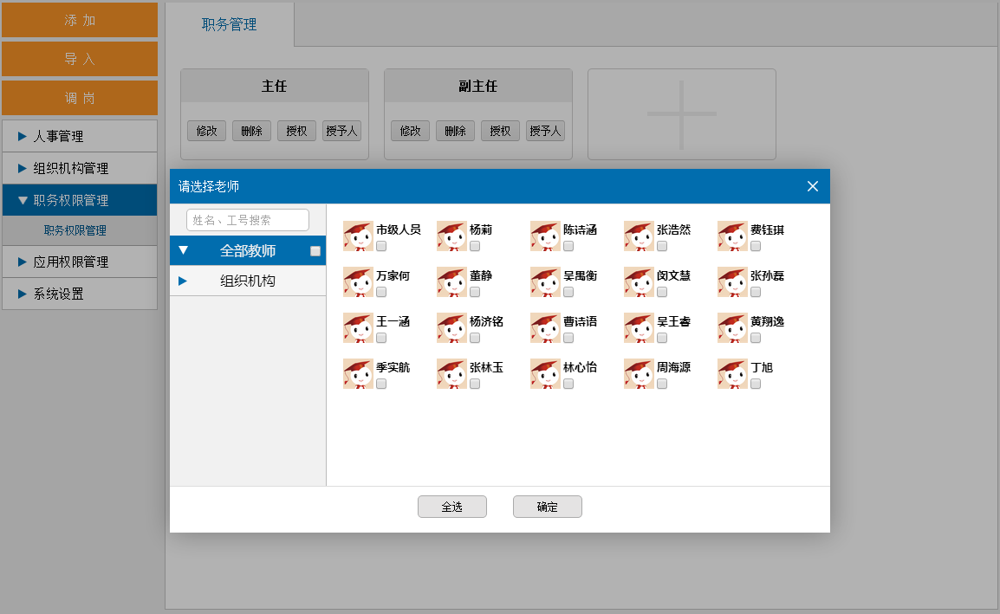 添 加
导 入
调 岗
人事管理
组织机构管理
职务权限管理
职务权限管理
应用权限管理
系统设置
职务管理
主任
修改 删除 授权 授予人
副主任
修改 删除 授权 授予人
请选择老师
姓名、工号搜索
全部教师
组织机构
市级人员 杨莉 陈诗涵 张浩然 费钰琪
万家何 董静 吴禺衡 闵文慧 张孙磊
王一涵 杨济铭 曹诗语 吴王睿 黄翔逸
季实航 张林玉 林心怡 周海源 丁旭
全选 确定